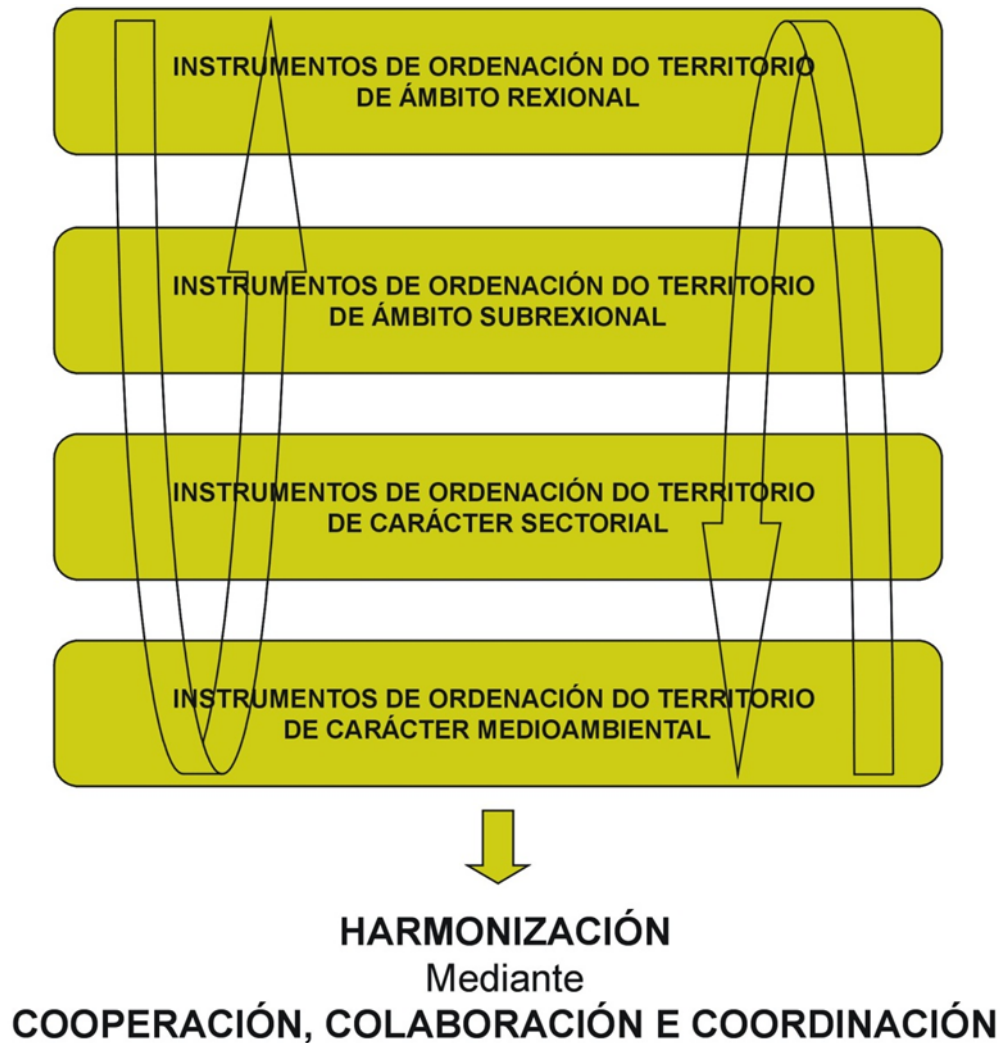 INSTRUMENTOS DE ORDENACIÓN DO TERRITORIO
DE ÁMBITO REXIONAL
INSTRUMENTOS DE ORDENACIÓN DO TERRITORIO
DE ÁMBITO SUBREXIONAL
INSTRUMENTOS DE ORDENACIÓN DO TERRITORIO
DE CARÁCTER SECTORIAL
INSTRUMENTOS DE ORDENACIÓN DO TERRITORIO
DE CARÁCTER MEDIOAMBIENTAL
HARMONIZACIÓN
Mediante
COOPERACIÓN, COLABORACIÓN E COORDINACIÓN